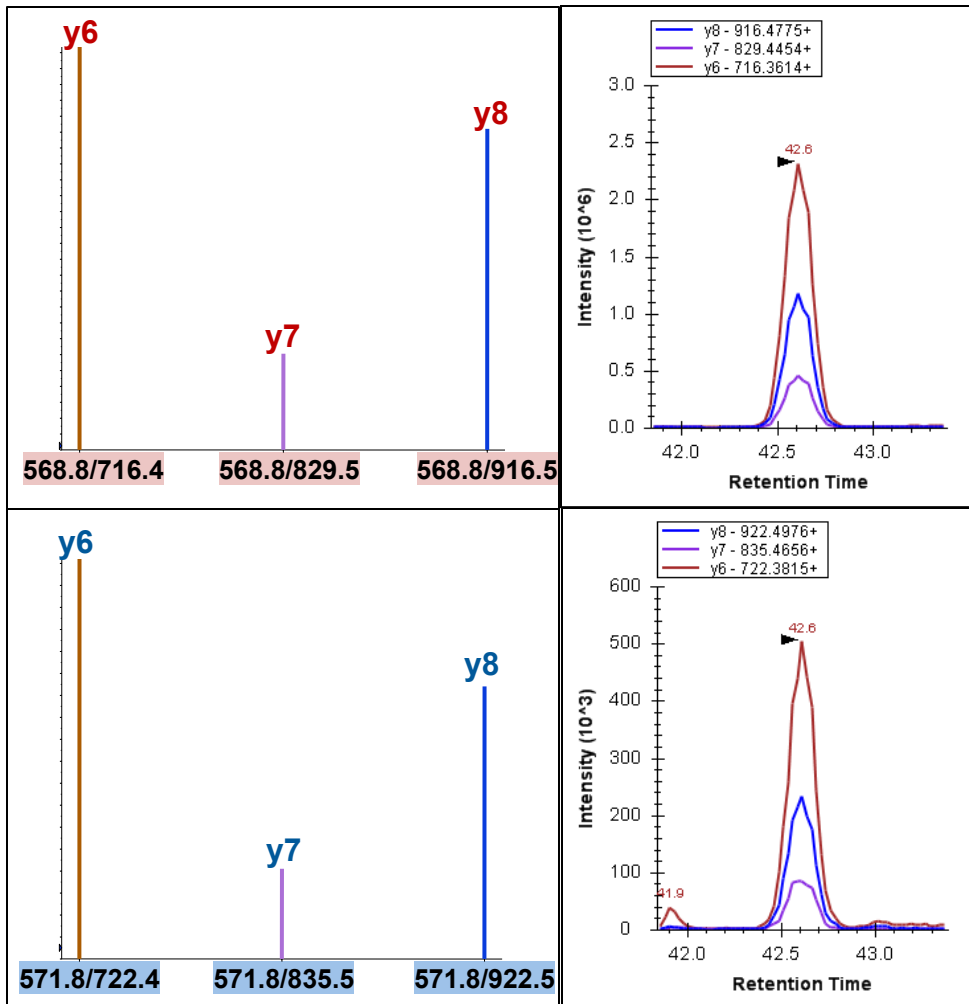 y6
y7
y8
568.8/716.4
568.8/829.5
568.8/916.5
y8 - 916.4775+
y7 - 829.4454+
y6 - 716.3614+
3.0
2.5
2.0
1.5
1.0
0.5
0.0
42.6
Intensity (10^6)
42.0
42.5
43.0
Retention Time
y6
y7
y8
571.8/722.4
571.8/835.5
571.8/922.5
y8 - 922.4976+
y7 - 835.4656+
y6 - 722.3815+
600
500
400
300
200
100
0
42.6
41.9
Intensity (10^3)
42.0
42.5
43.0
Retention Time